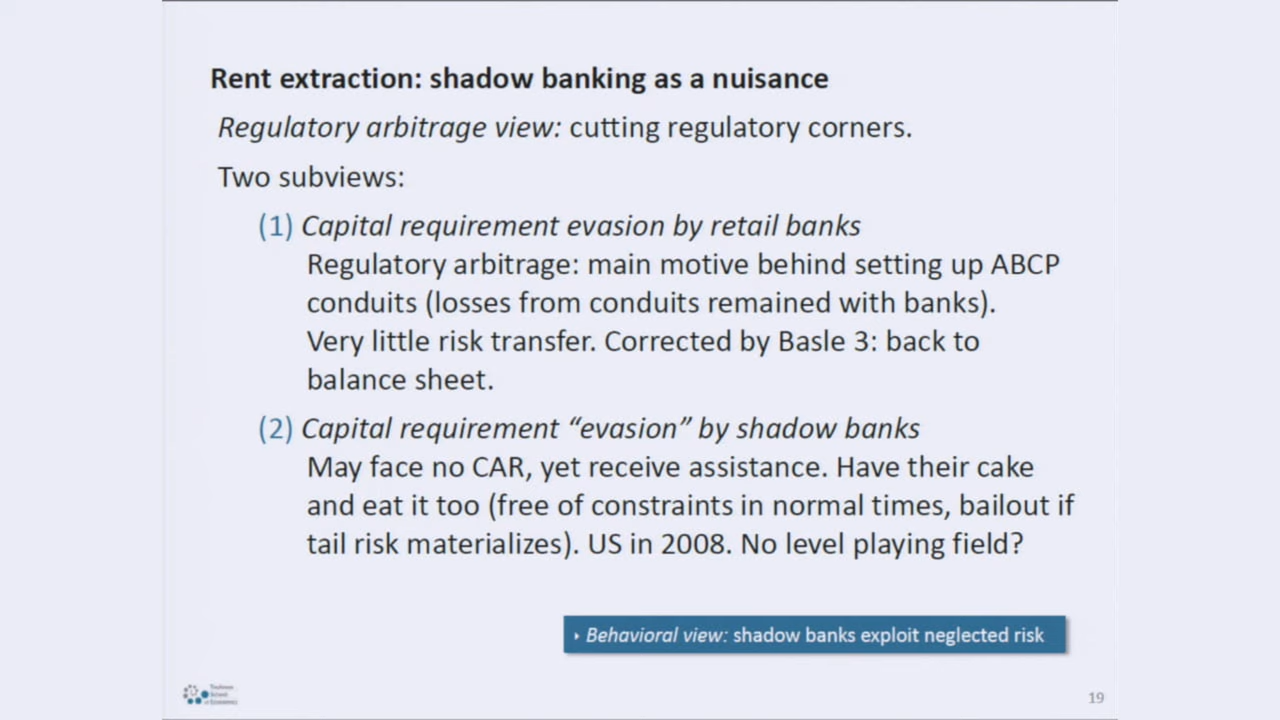 Rent extraction: shadow banking as a nuisance
Regulatory arbitrage view: cutting regulatory corners.
Two subviews:
(1) Capital requirement evasion by retail banks
Regulatory arbitrage: main motive behind setting up ABCP
conduits (losses from conduits remained with banks).
Very little risk transfer. Corrected by Basle 3: back to
balance sheet.
(2) Capital requirement “evasion” by shadow banks
May face no CAR, yet receive assistance. Have their cake
and eat it too (free of constraints in normal times, bailout if
tail risk materializes). US in 2008. No level playing field?
Behavioral view: shadow banks exploit neglected risk
Toulouse
School
of Economics
19